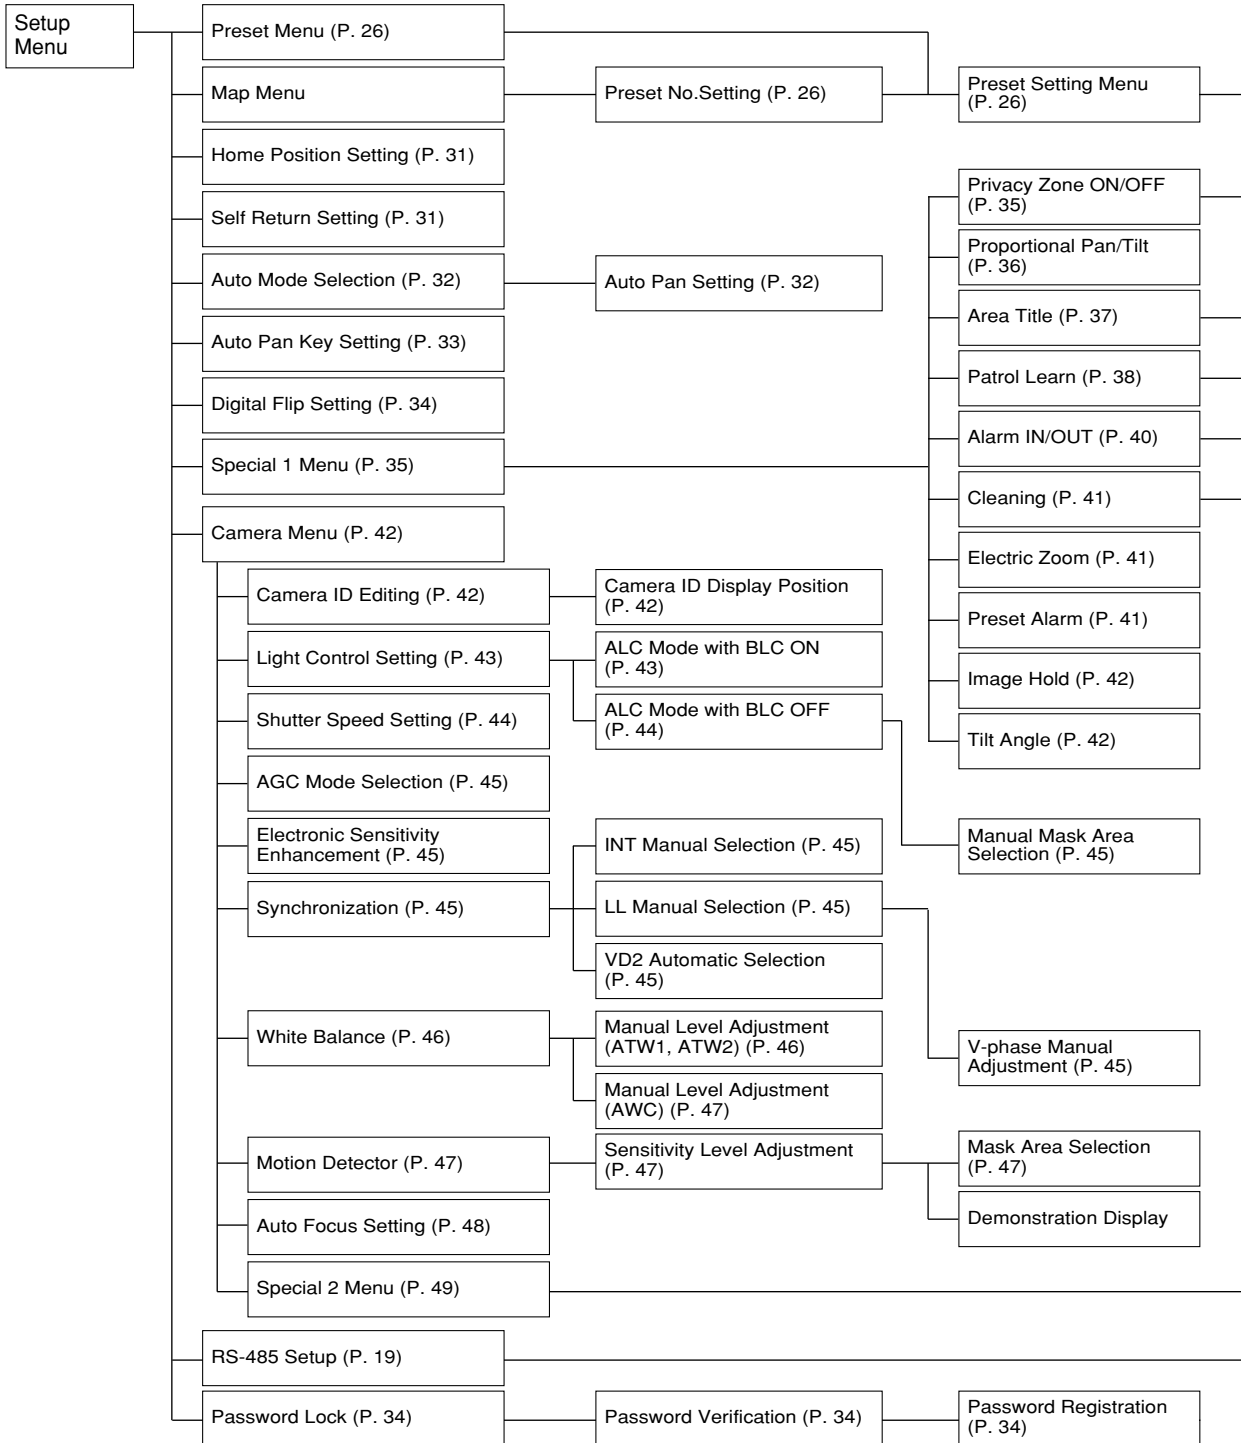 Setup
Menu
Preset Menu (P. 26)
Map Menu
Preset No.Setting (P. 26)
Preset Setting Menu
(P. 26)
Home Position Setting (P. 31)
Self Return Setting (P. 31)
Auto Mode Selection (P. 32)
Auto Pan Setting (P. 32)
Auto Pan Key Setting (P. 33)
Digital Flip Setting (P. 34)
Special 1 Menu (P. 35)
Privacy Zone ON/OFF
(P. 35)
Proportional Pan/Tilt
(P. 36)
Area Title (P. 37)
Patrol Learn (P. 38)
Alarm IN/OUT (P. 40)
Cleaning (P. 41)
Electric Zoom (P. 41)
Preset Alarm (P. 41)
Image Hold (P. 42)
Tilt Angle (P. 42)
Camera Menu (P. 42)
Camera ID Editing (P. 42)
Camera ID Display Position
(P. 42)
Light Control Setting (P. 43)
ALC Mode with BLC ON
(P. 43)
ALC Mode with BLC OFF
(P. 44)
Manual Mask Area
Selection (P. 45)
Shutter Speed Setting (P. 44)
AGC Mode Selection (P. 45)
Electronic Sensitivity
Enhancement (P. 45)
Synchronization (P. 45)
INT Manual Selection (P. 45)
LL Manual Selection (P. 45)
VD2 Automatic Selection
(P. 45)
V-phase Manual
Adjustment (P. 45)
White Balance (P. 46)
Manual Level Adjustment
(ATW1, ATW2) (P. 46)
Manual Level Adjustment
(AWC) (P. 47)
Motion Detector (P. 47)
Sensitivity Level Adjustment
(P. 47)
Mask Area Selection
(P. 47)
Demonstration Display
Auto Focus Setting (P. 48)
Special 2 Menu (P. 49)
RS-485 Setup (P. 19)
Password Lock (P. 34)
Password Verification (P. 34)
Password Registration
(P. 34)